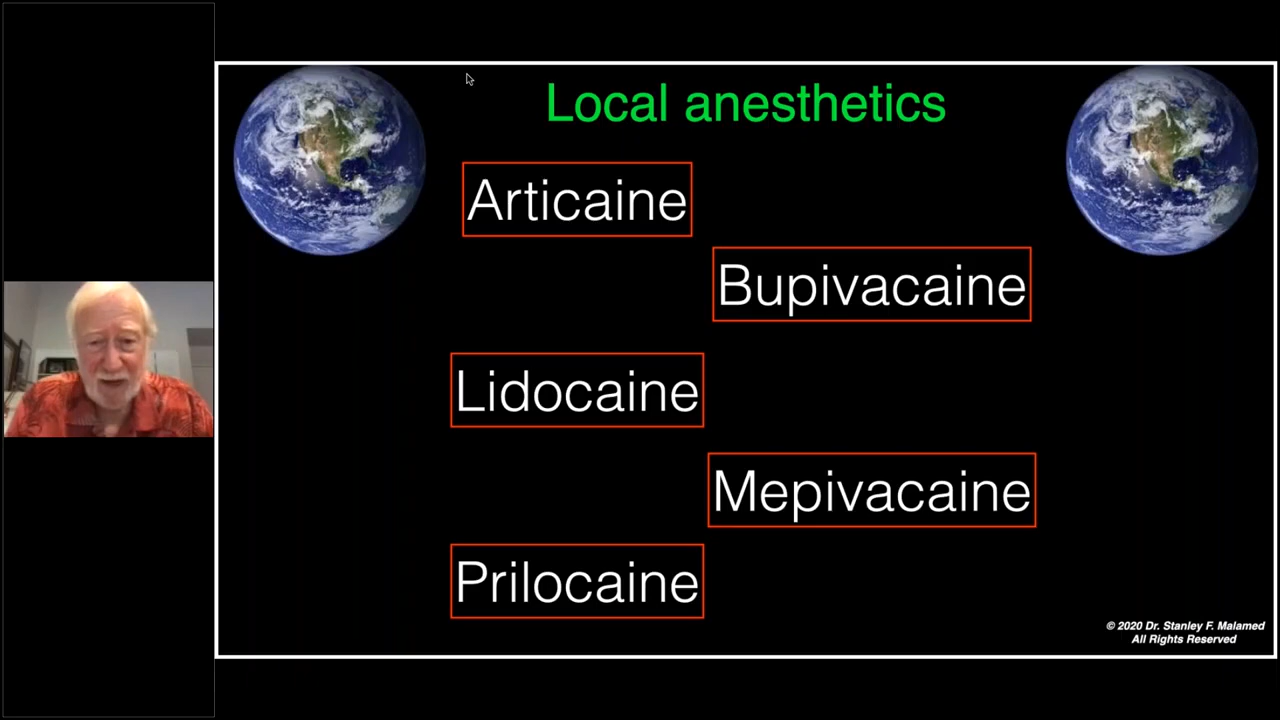 Local anesthetics
Articaine
Bupivacaine
Lidocaine
Mepivacaine
Prilocaine
© 2020 Dr. Stanley F. Malamed
All Rights Reserved